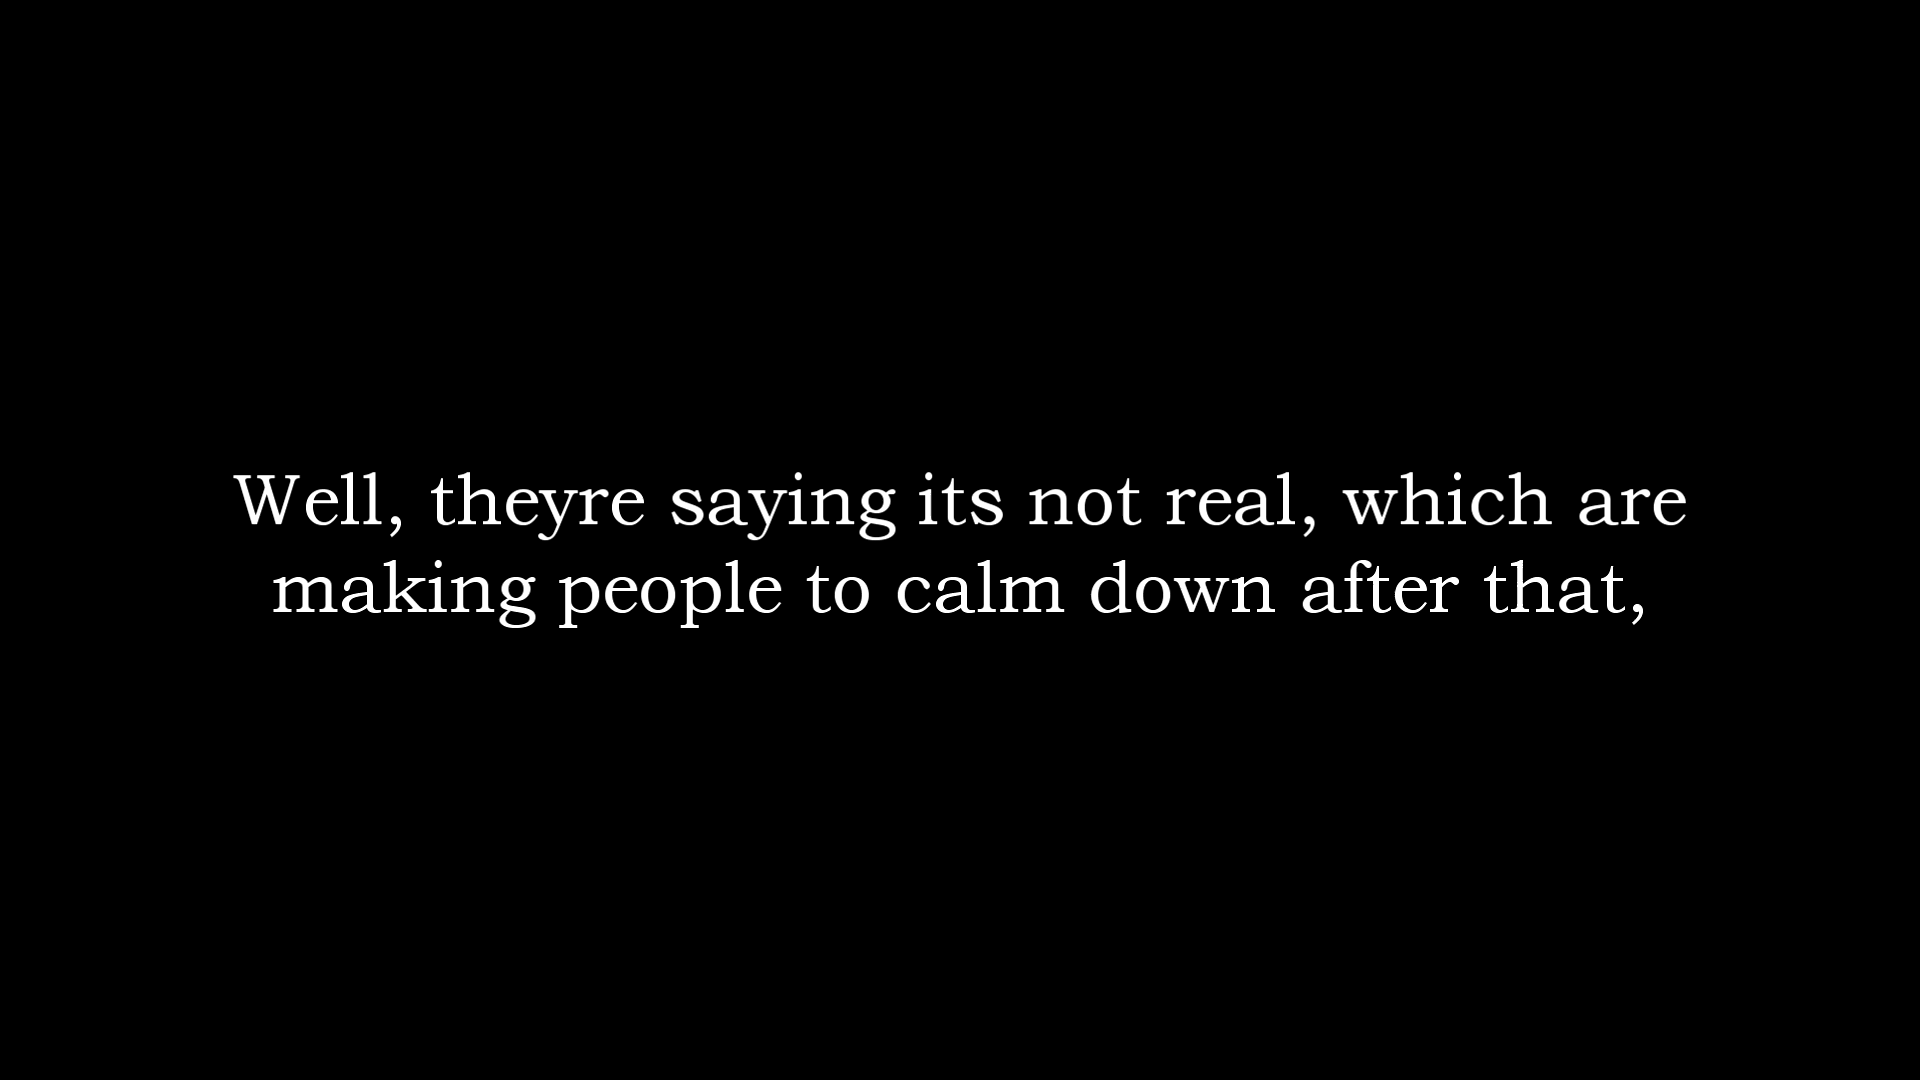 Well, theyre saying its not real, which are
making people to calm down after that,